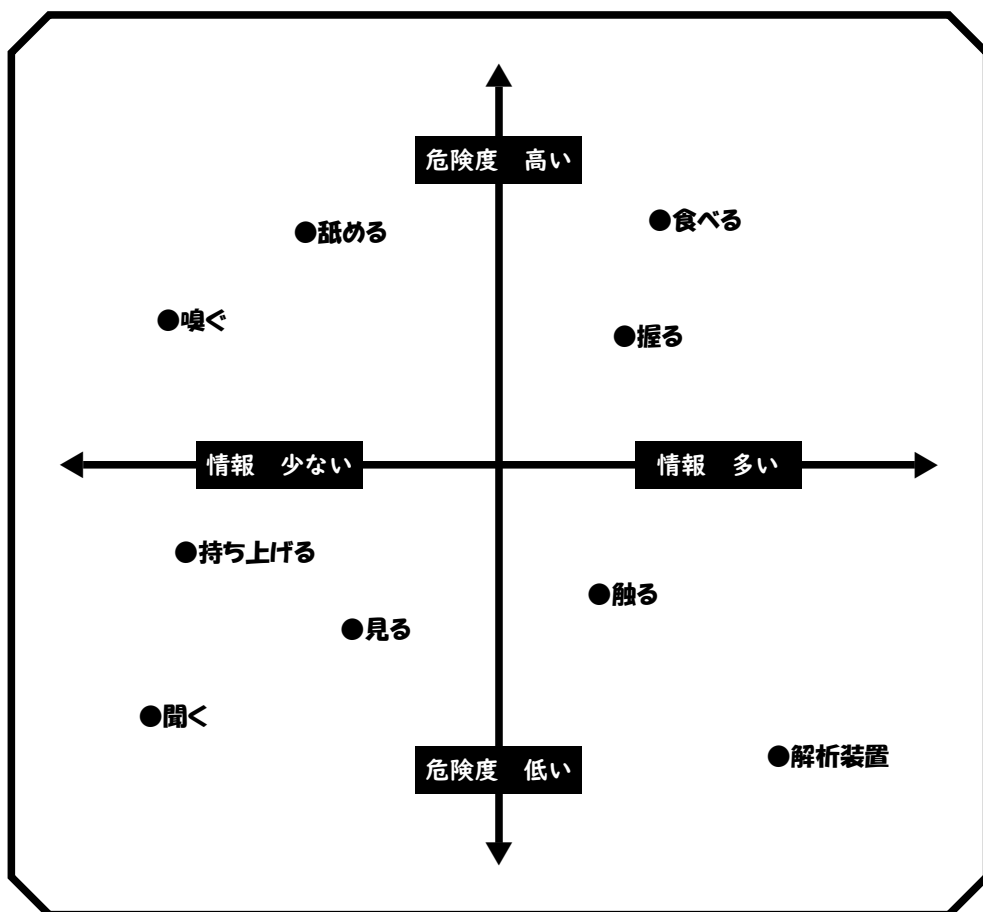 危険度　高い
●舐める
●食べる
●嗅ぐ
●握る
情報　少ない
情報　多い
●持ち上げる
●触る
●見る
●聞く
危険度　低い
●解析装置